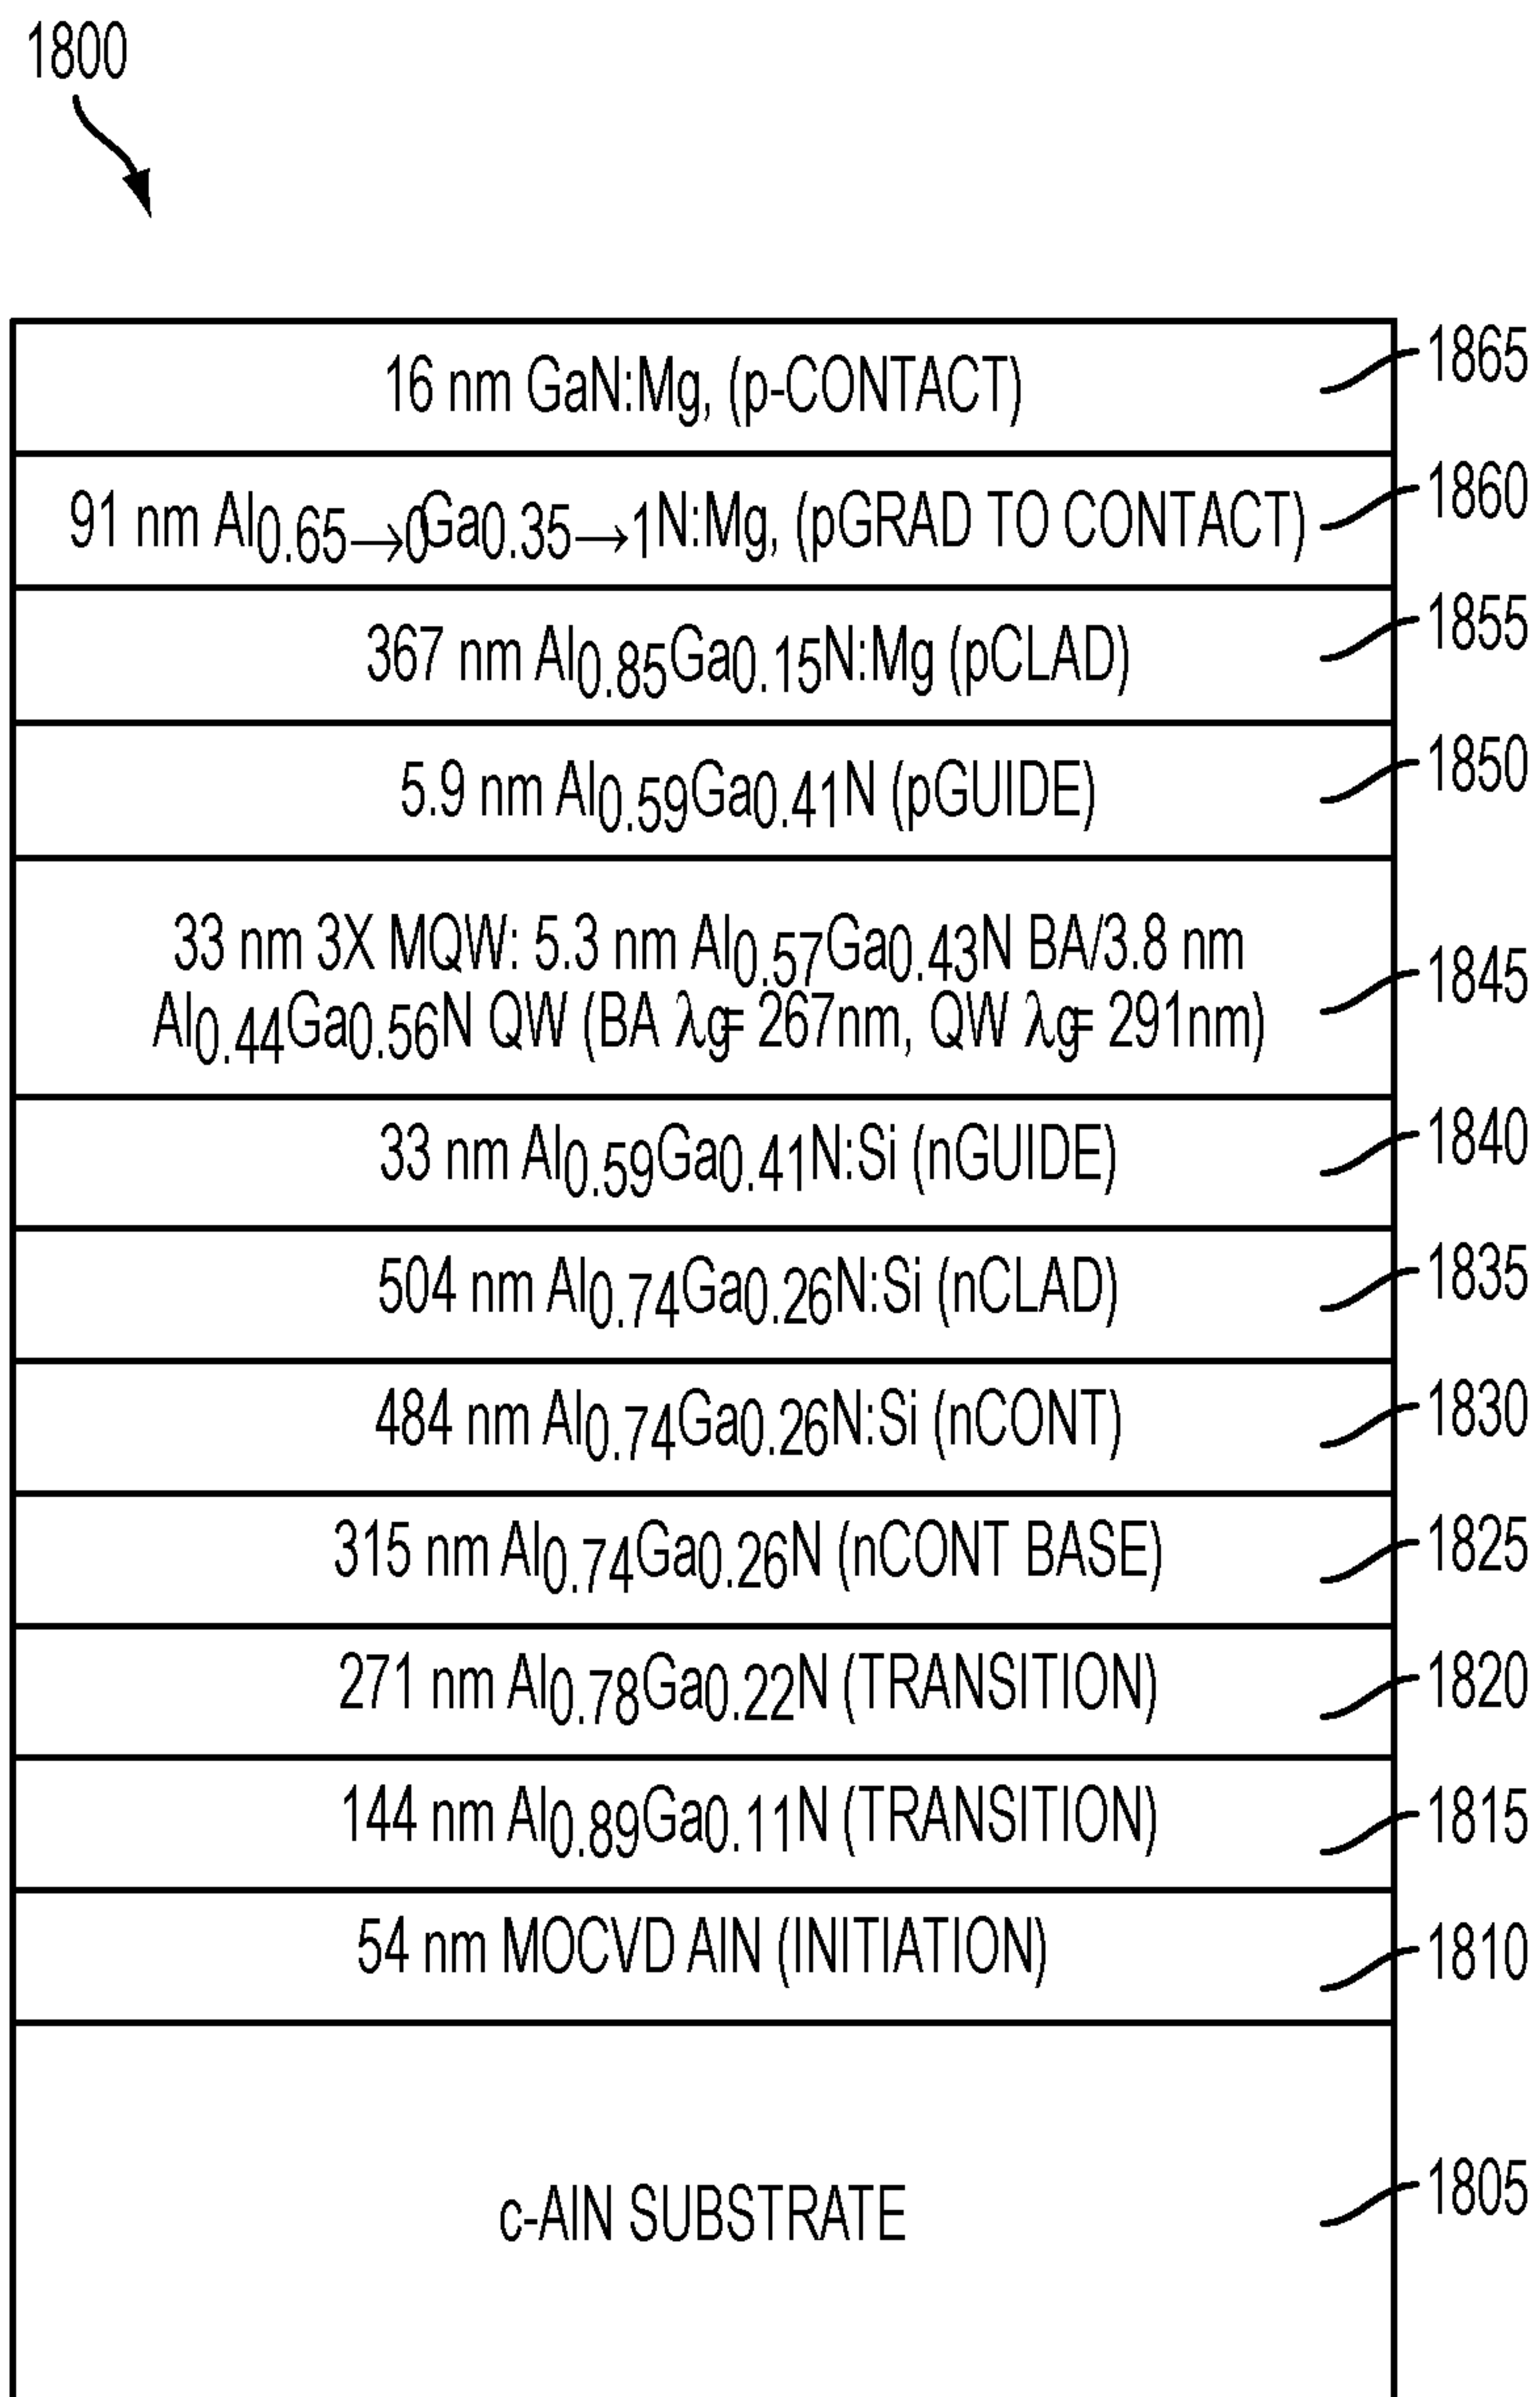 1800
16 nm GaN:Mg, (p-CONTACT)
1865
91 nm Al0.65→0Ga0.35→1N:Mg, (pGRAD TO CONTACT)
1860
367 nm Al0.85Ga0.15N:Mg (pCLAD)
1855
5.9 nm Al0.59Ga0.41N (pGUIDE)
1850
33 nm 3X MQW: 5.3 nm Al0.57Ga0.43N BA/3.8 nm
Al0.44Ga0.56N QW (BA λg= 267nm, QW λg= 291nm)
1845
33 nm Al0.59Ga0.41N:Si (nGUIDE)
1840
504 nm Al0.74Ga0.26N:Si (nCLAD)
1835
484 nm Al0.74Ga0.26N:Si (nCONT)
1830
315 nm Al0.74Ga0.26N (nCONT BASE)
1825
271 nm Al0.78Ga0.22N (TRANSITION)
1820
144 nm Al0.89Ga0.11N (TRANSITION)
1815
54 nm MOCVD AlN (INITIATION)
1810
c-AlN SUBSTRATE
1805